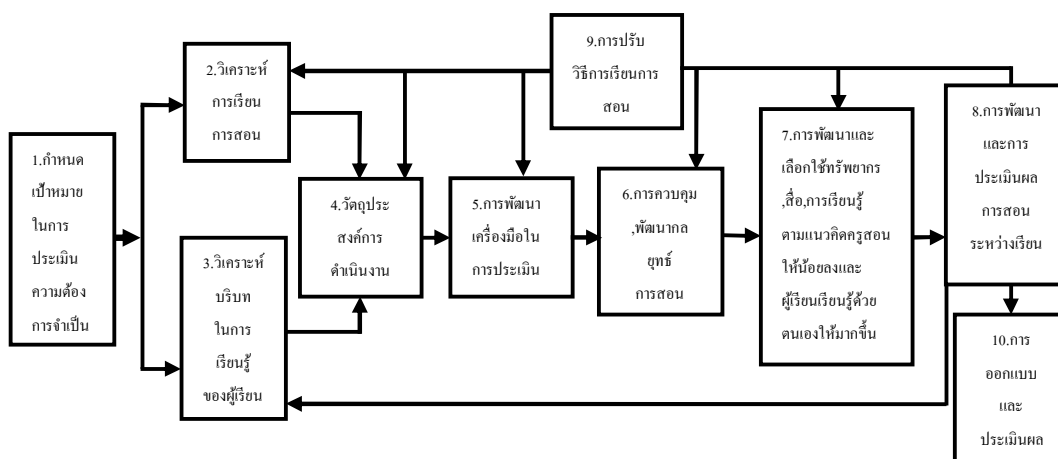 1.กำหนด
เป้าหมาย
ในการ
ประเมิน
ความต้อง
การจำเป็น
2.วิเคราะห์
การเรียน
การสอน
3.วิเคราะห์
บริบท
ในการ
เรียนรู้
ของผู้เรียน
4.วัตถุประ
สงค์การ
ดำเนินงาน
5.การพัฒนา
เครื่องมือใน
การประเมิน
6.การควบคุม
,พัฒนากล
ยุทธ์
การสอน
7.การพัฒนาและ
เลือกใช้ทรัพยากร
,สื่อ,การเรียนรู้
ตามแนวคิดครูสอน
ให้น้อยลงและ
ผู้เรียนเรียนรู้ด้วย
ตนเองให้มากขึ้น
8.การพัฒนา
และการ
ประเมินผล
การสอน
ระหว่างเรียน
9.การปรับ
วิธีการเรียนการ
สอน
10.การ
ออกแบบ
และ
ประเมินผล